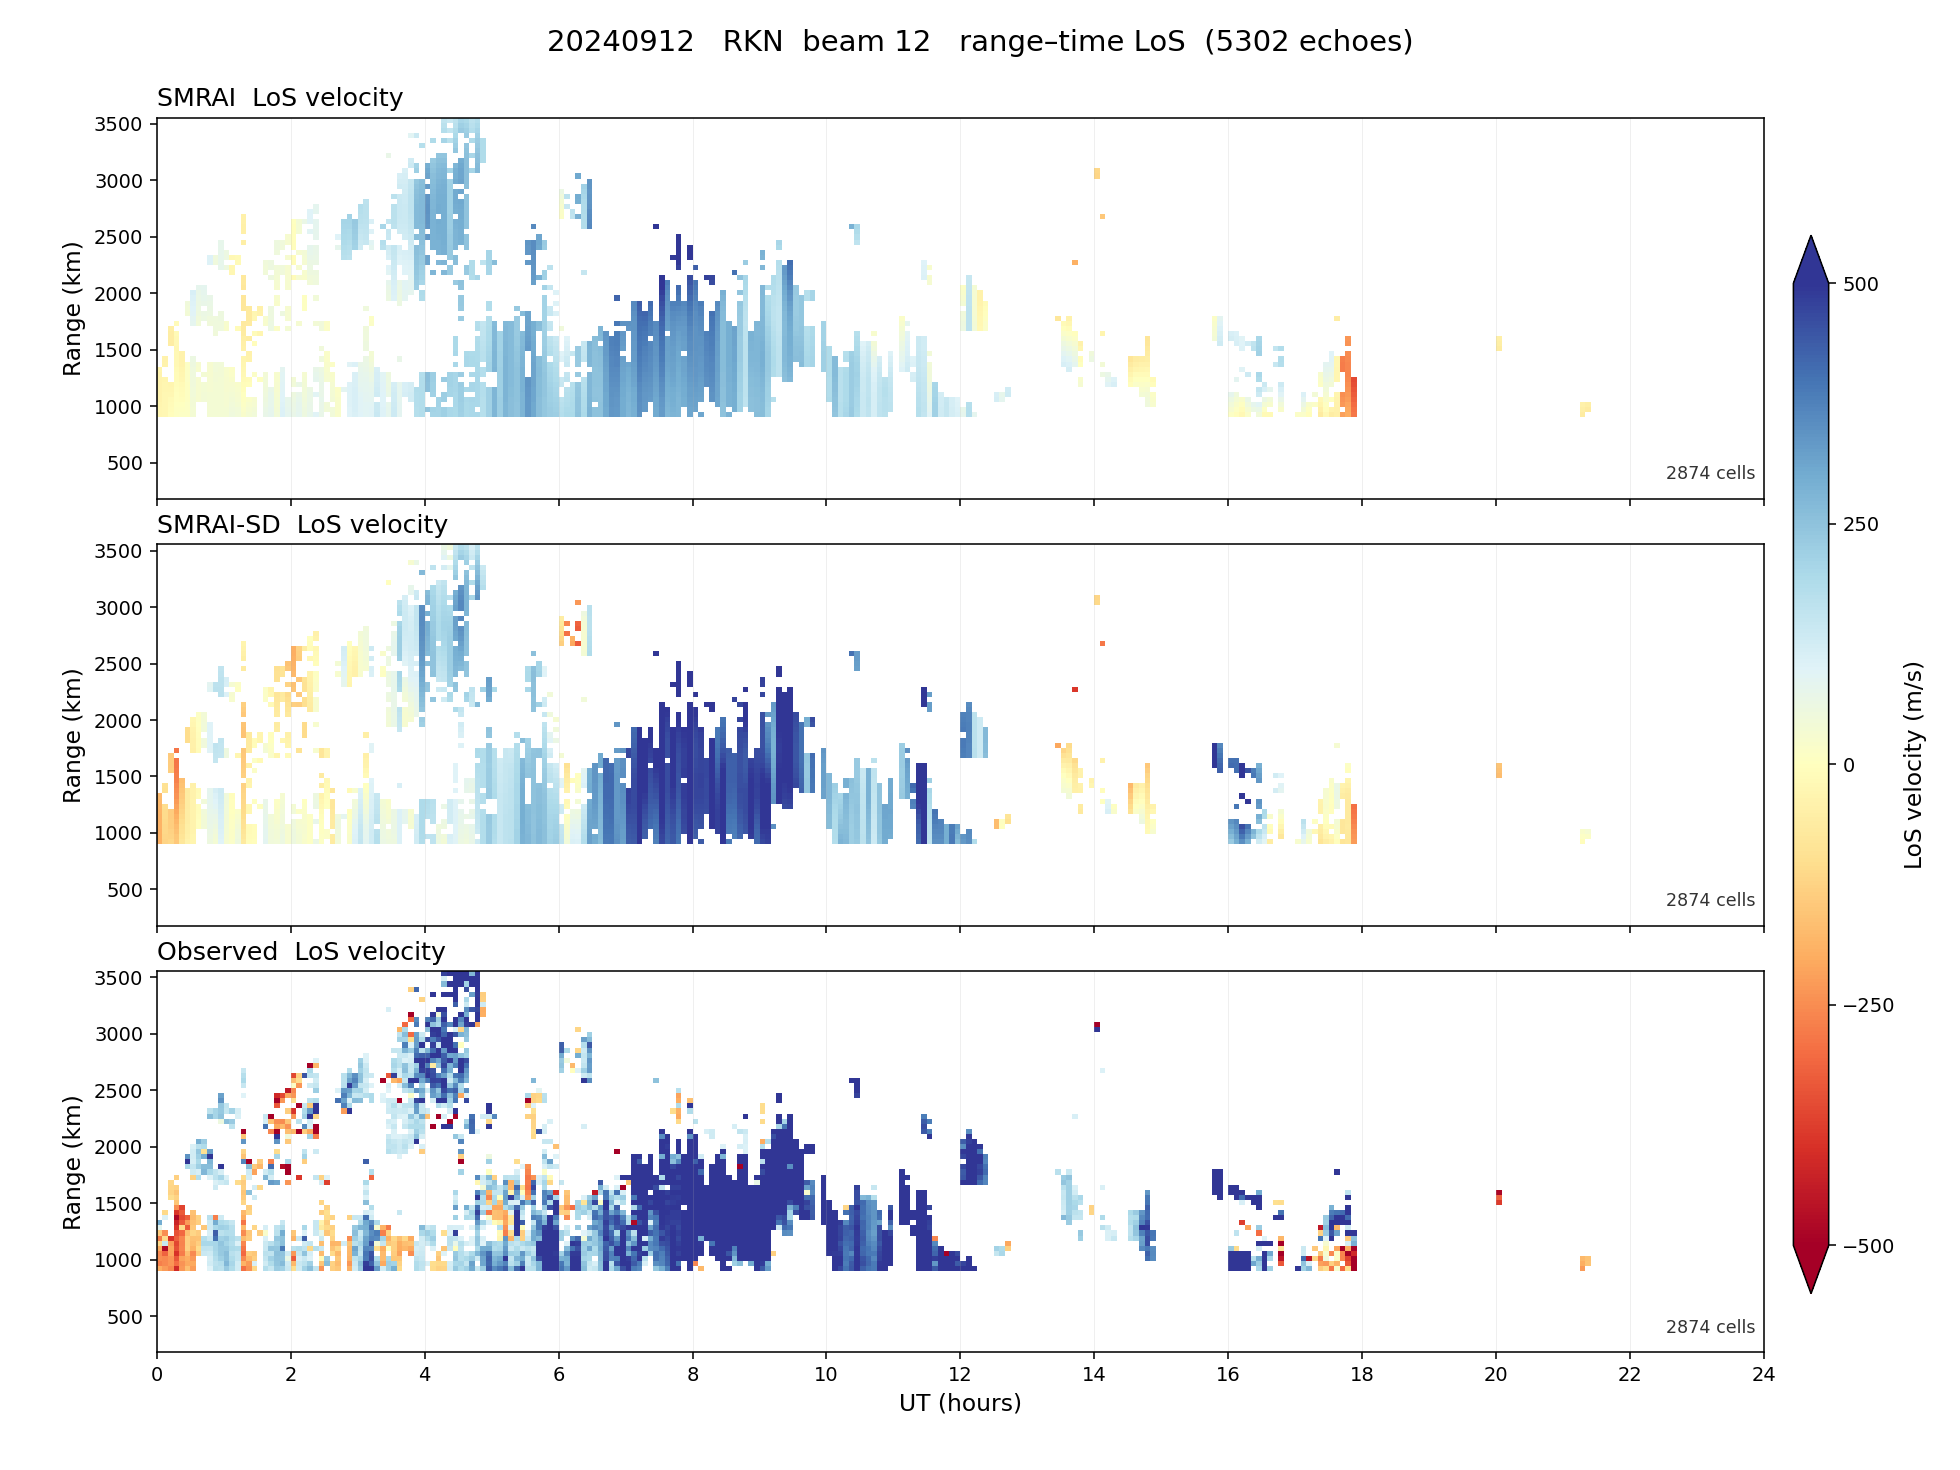 20240912   RKN  beam 12   range–time LoS  (5302 echoes)
SMRAI  LoS velocity
3500
3000
2500
2000
1500
1000
500
Range (km)
2874 cells
SMRAI-SD  LoS velocity
3500
3000
2500
2000
1500
1000
500
Range (km)
2874 cells
Observed  LoS velocity
3500
3000
2500
2000
1500
1000
500
Range (km)
2874 cells
0 2 4 6 8 10 12 14 16 18 20 22 24
UT (hours)
500
250
0
−250
−500
LoS velocity (m/s)